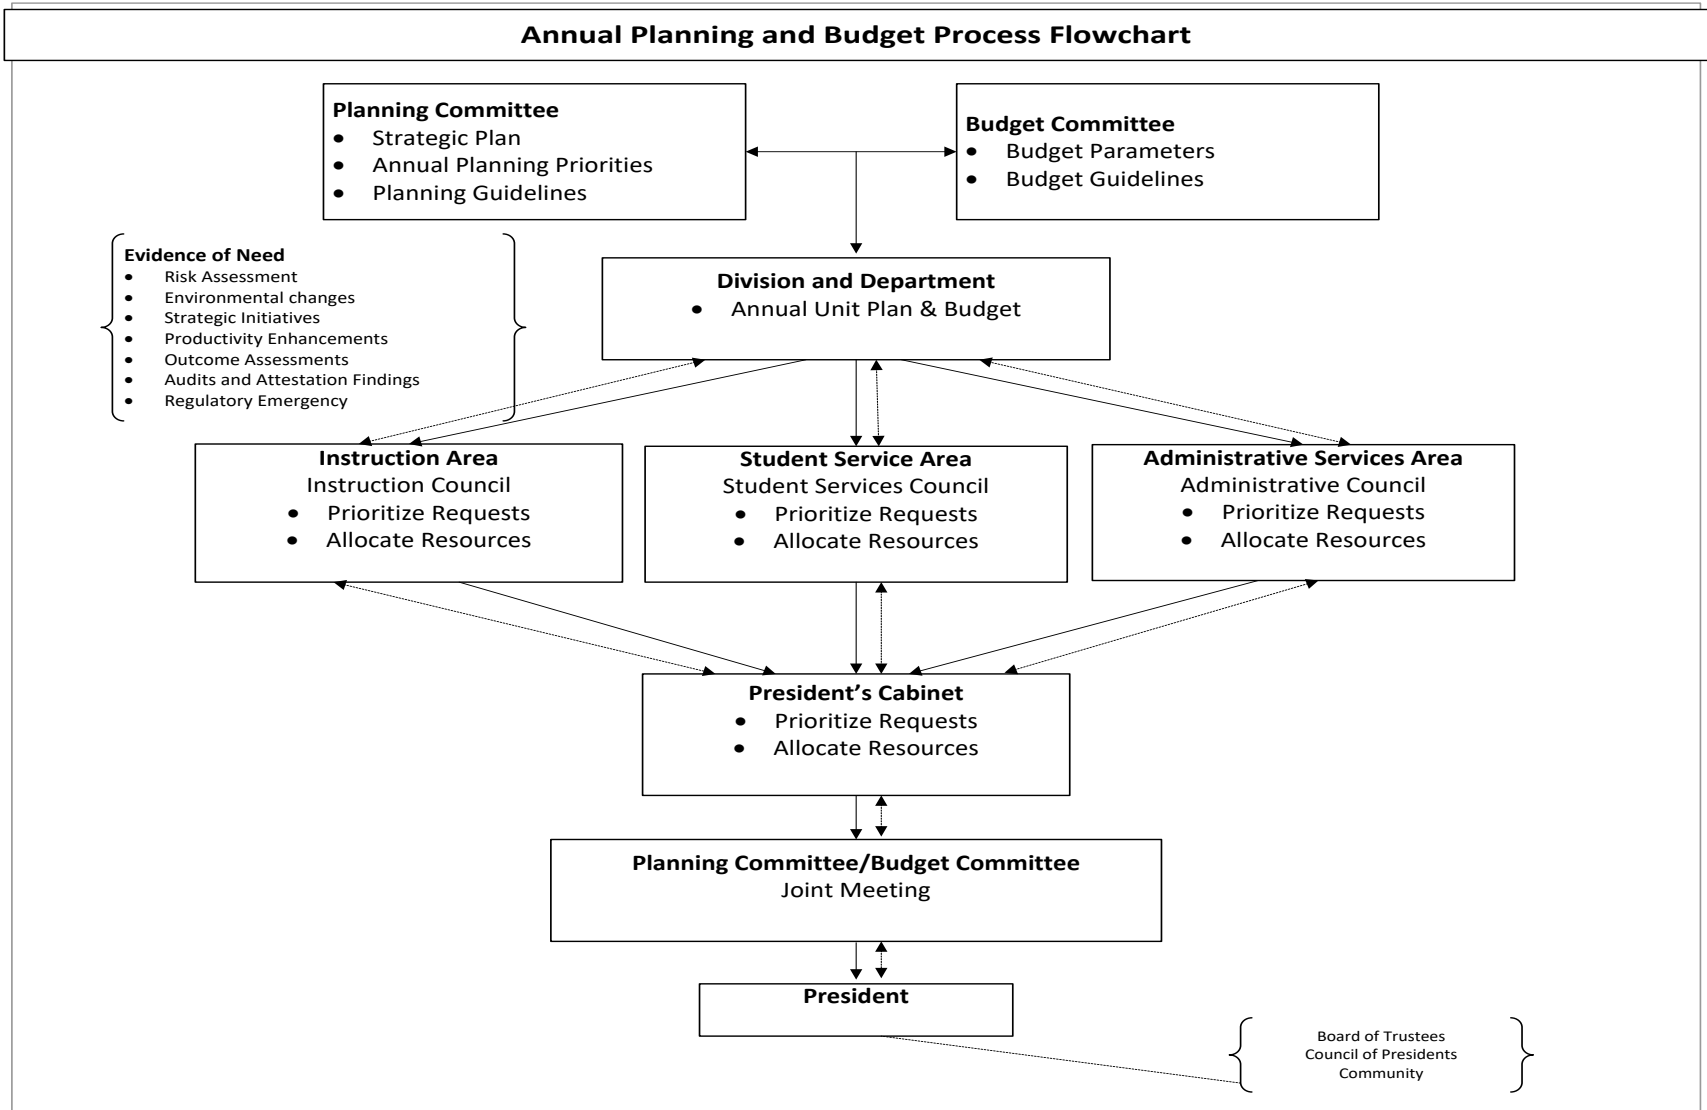 Annual Planning and Budget Process Flowchart
Planning Committee
• Strategic Plan
• Annual Planning Priorities
• Planning Guidelines
Budget Committee
• Budget Parameters
• Budget Guidelines
Evidence of Need
• Risk Assessment
• Environmental changes
• Strategic Initiatives
• Productivity Enhancements
• Outcome Assessments
• Audits and Attestation Findings
• Regulatory Emergency
Division and Department
• Annual Unit Plan & Budget
Instruction Area
Instruction Council
• Prioritize Requests
• Allocate Resources
Student Service Area
Student Services Council
• Prioritize Requests
• Allocate Resources
Administrative Services Area
Administrative Council
• Prioritize Requests
• Allocate Resources
President’s Cabinet
• Prioritize Requests
• Allocate Resources
Planning Committee/Budget Committee
Joint Meeting
President
Board of Trustees
Council of Presidents
Community